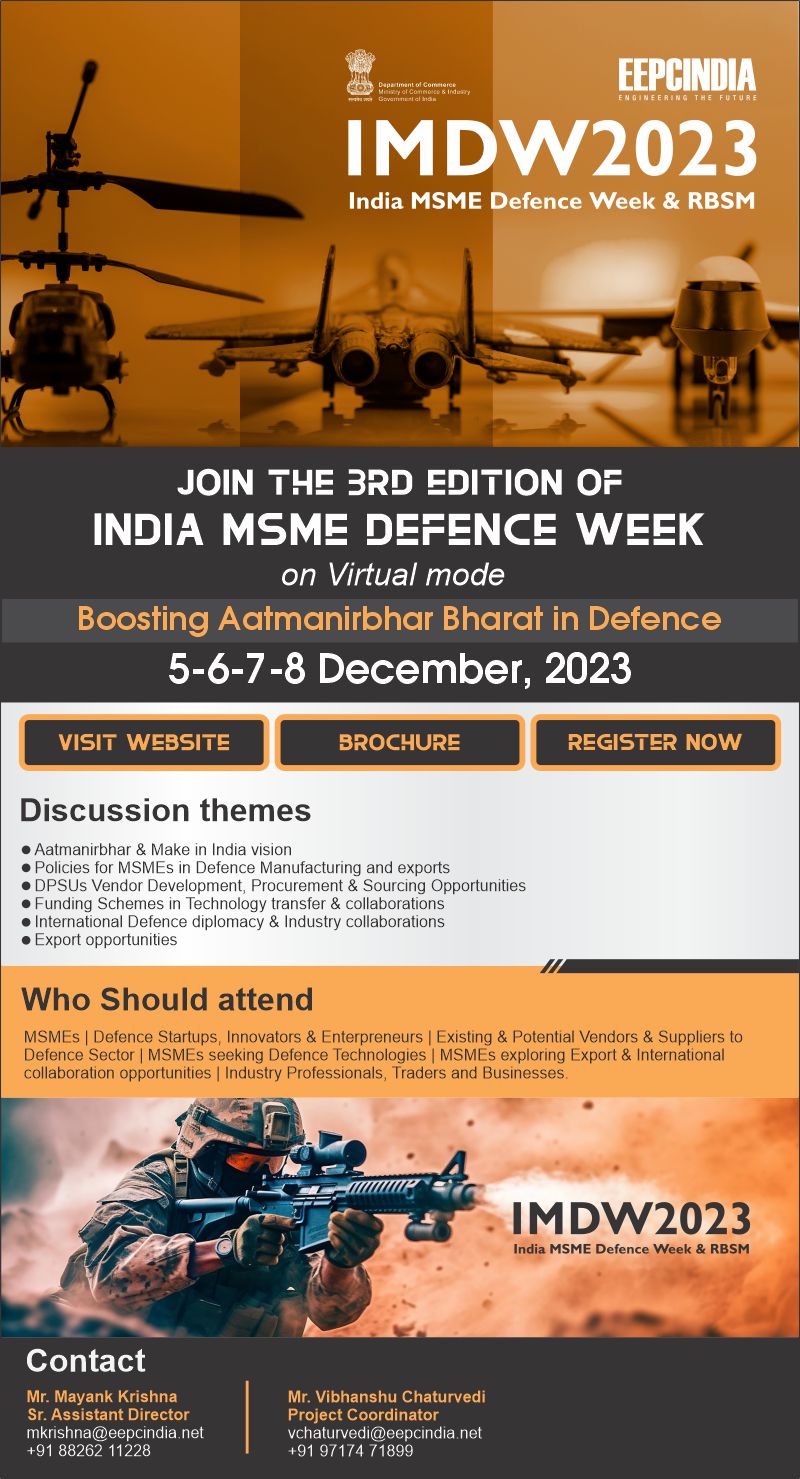 सत्यमेव जयते
Department of Commerce
Ministry of Commerce & Industry
Government of India
EEPCINDIA
ENGINEERING THE FUTURE
IMDW2023
India MSME Defence Week & RBSM
JOIN THE 3RD EDITION OF
INDIA MSME DEFENCE WEEK
on Virtual mode
Boosting Aatmanirbhar Bharat in Defence
5-6-7-8 December, 2023
VISIT WEBSITE
BROCHURE
REGISTER NOW
Discussion themes
● Aatmanirbhar & Make in India vision
● Policies for MSMEs in Defence Manufacturing and exports
● DPSUs Vendor Development, Procurement & Sourcing Opportunities
● Funding Schemes in Technology transfer & collaborations
● International Defence diplomacy & Industry collaborations
● Export opportunities
Who Should attend
MSMEs | Defence Startups, Innovators & Enterpreneurs | Existing & Potential Vendors & Suppliers to
Defence Sector | MSMEs seeking Defence Technologies | MSMEs exploring Export & International
collaboration opportunities | Industry Professionals, Traders and Businesses.
IMDW2023
India MSME Defence Week & RBSM
Contact
Mr. Mayank Krishna
Sr. Assistant Director
mkrishna@eepcindia.net
+91 88262 11228
Mr. Vibhanshu Chaturvedi
Project Coordinator
vchaturvedi@eepcindia.net
+91 97174 71899